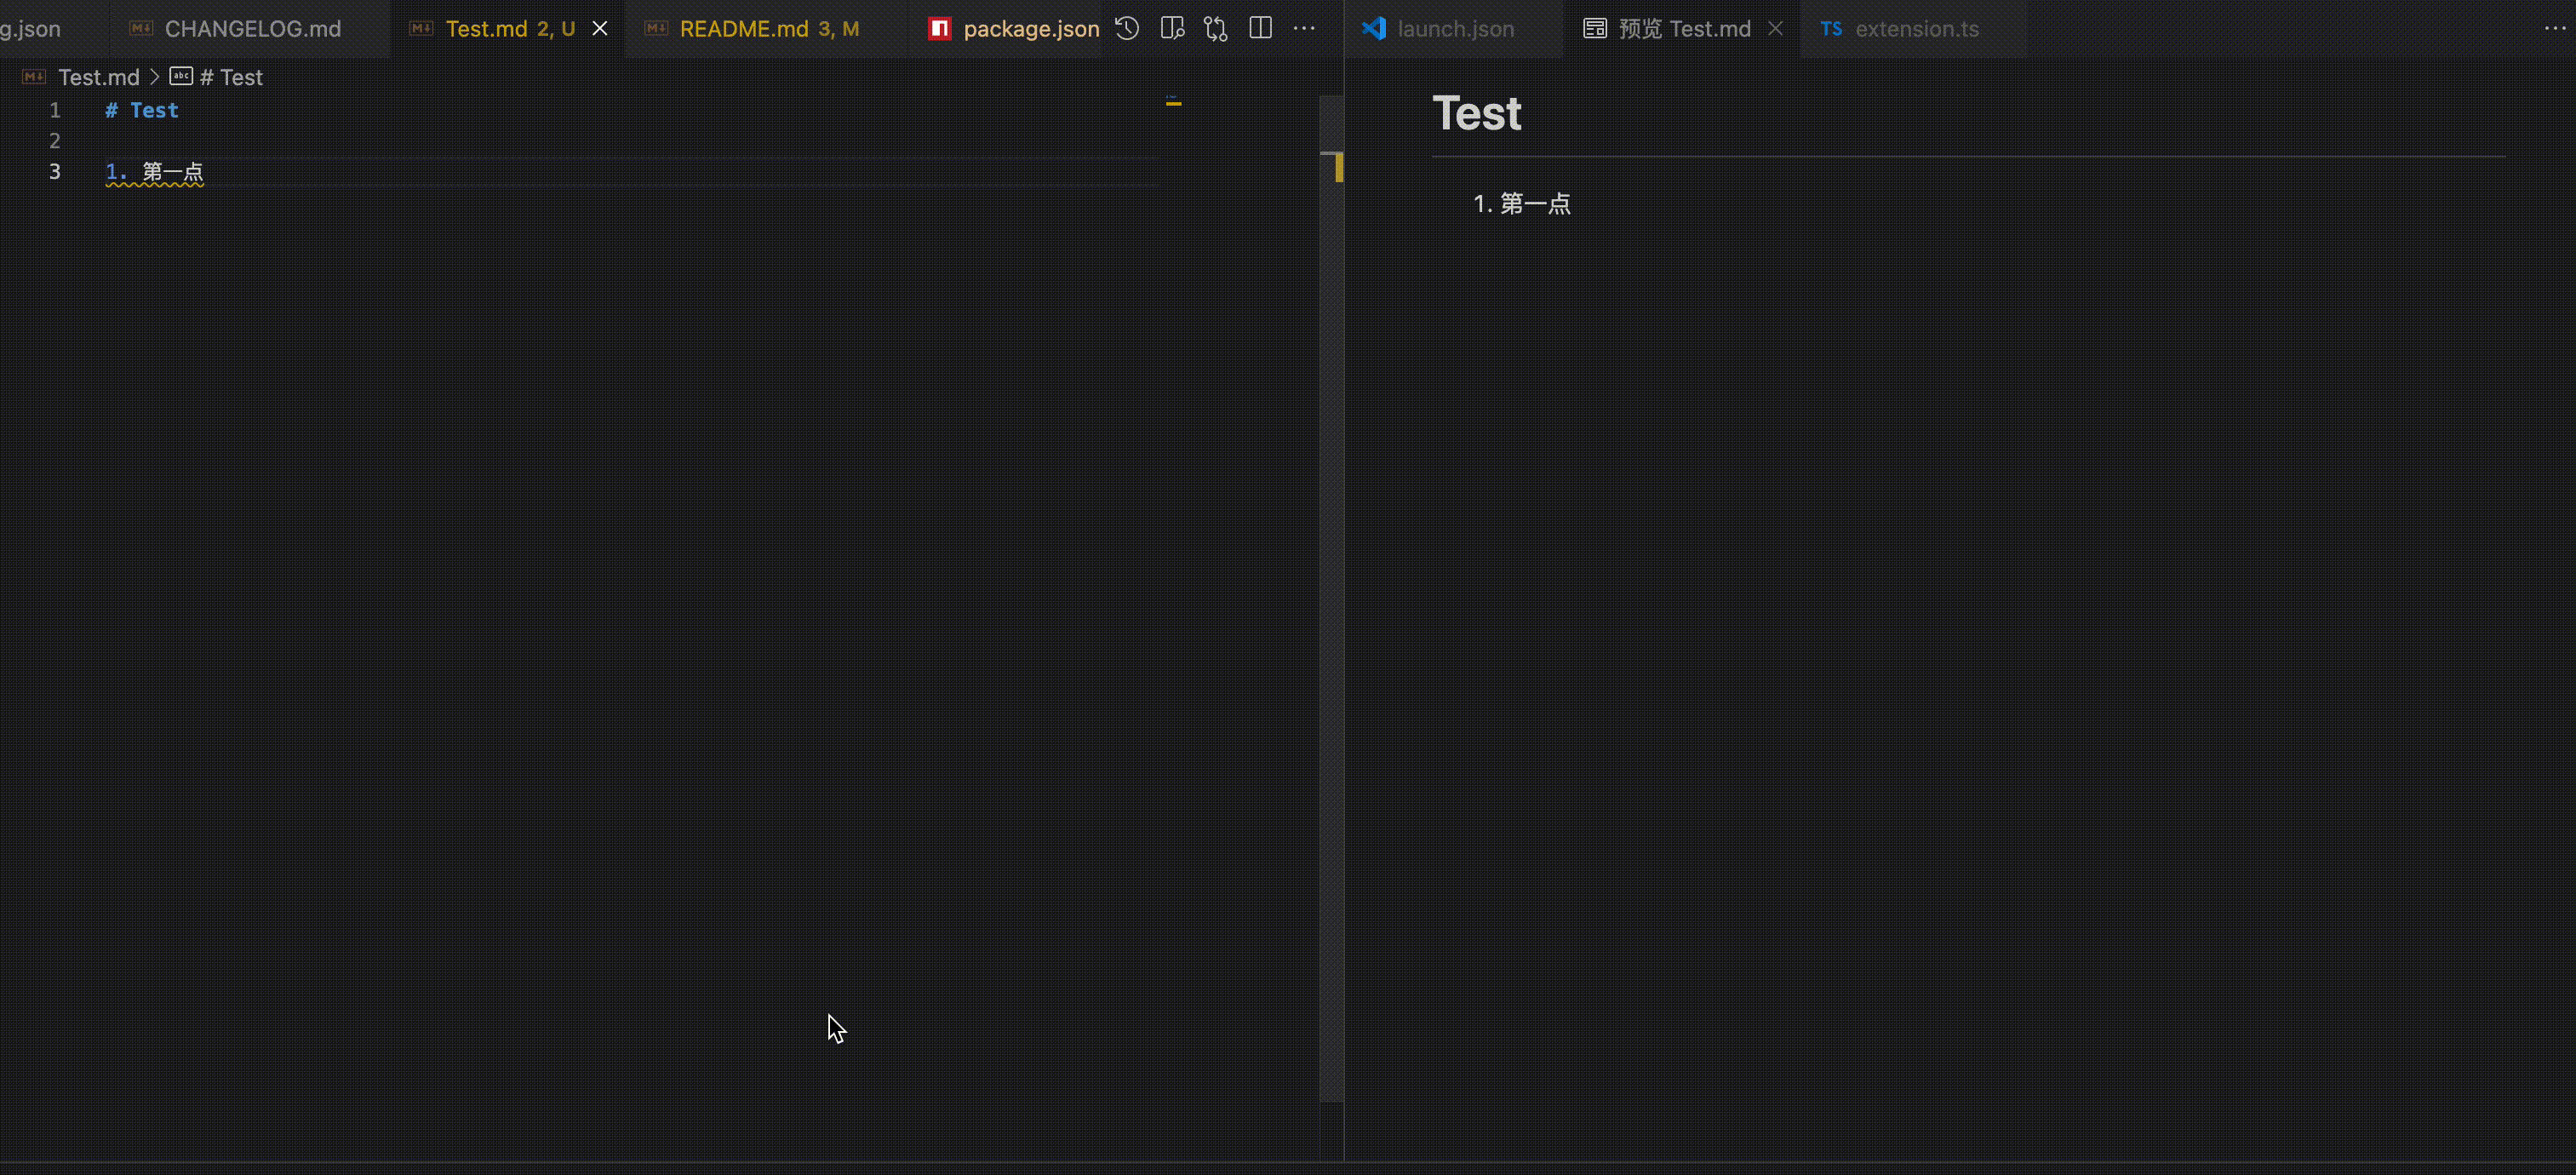 g.json CHANGELOG.md Test.md 2, U README.md 3, M package.json
Test.md > # Test
1 # Test
2
3 1. 第一点
launch.json 预览 Test.md TS extension.ts
Test
1. 第一点